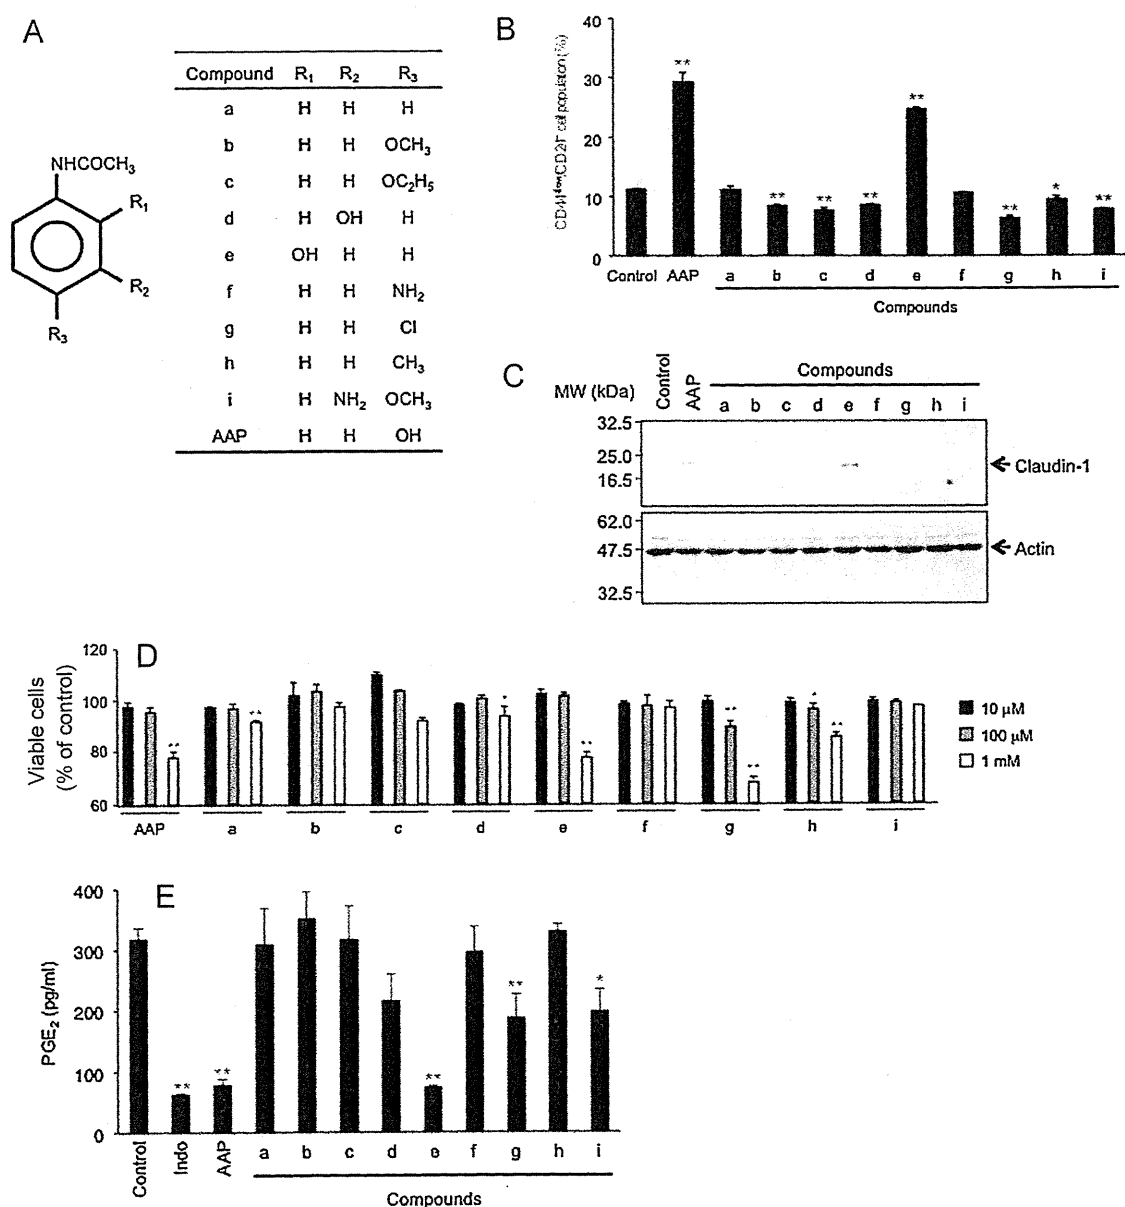 A
Compound R₁ R₂ R₃
a H H H
b H H OCH₃
c H H OC₂H₅
d H OH H
e OH H H
f H H NH₂
g H H Cl
h H H CH₃
i H NH₂ OCH₃
AAP H H OH
NHCOCH₃
R₁
R₂
R₃
B
cell population (%)
40
30
20
10
0
** ** ** ** ** ** * **
Control AAP a b c d e f g h i
Compounds
C
Compounds
MW (kDa) Control AAP a b c d e f g h i
32.5
25.0
16.5
Claudin-1
62.0
47.5
32.5
Actin
D
Viable cells
(% of control)
120
100
80
60
** ** * ** ** ** * **
AAP a b c d e f g h i
10 μM
100 μM
1 mM
E
PGE₂ (pg/ml)
400
300
200
100
0
** ** ** ** *
Control Indo AAP a b c d e f g h i
Compounds